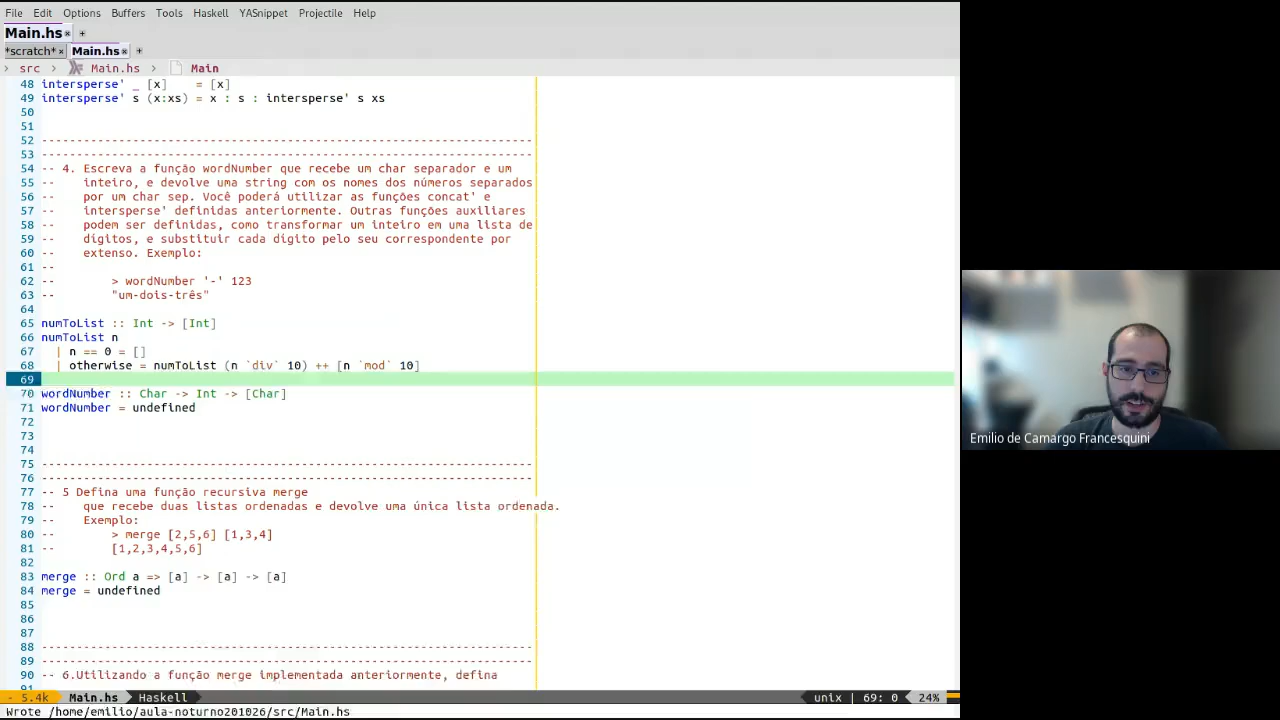 File Edit Options Buffers Tools Haskell YASnippet Projectile Help
Main.hs
*scratch* Main.hs
src > Main.hs > Main
48 intersperse' _ [x] = [x]
49 intersperse' s (x:xs) = x : s : intersperse' s xs
50
51
52 ----------------------------------------------------------------------
53 ----------------------------------------------------------------------
54 -- 4. Escreva a função wordNumber que recebe um char separador e um
55 -- inteiro, e devolve uma string com os nomes dos números separados
56 -- por um char sep. Você poderá utilizar as funções concat' e
57 -- intersperse' definidas anteriormente. Outras funções auxiliares
58 -- podem ser definidas, como transformar um inteiro em uma lista de
59 -- dígitos, e substituir cada dígito pelo seu correspondente por
60 -- extenso. Exemplo:
61 --
62 -- > wordNumber '-' 123
63 -- "um-dois-três"
64
65 numToList :: Int -> [Int]
66 numToList n
67 | n == 0 = []
68 | otherwise = numToList (n `div` 10) ++ [n `mod` 10]
69
70 wordNumber :: Char -> Int -> [Char]
71 wordNumber = undefined
72
73
74
75 ----------------------------------------------------------------------
76 ----------------------------------------------------------------------
77 -- 5 Defina uma função recursiva merge
78 -- que recebe duas listas ordenadas e devolve uma única lista ordenada.
79 -- Exemplo:
80 -- > merge [2,5,6] [1,3,4]
81 -- [1,2,3,4,5,6]
82
83 merge :: Ord a => [a] -> [a] -> [a]
84 merge = undefined
85
86
87
88 ----------------------------------------------------------------------
89 ----------------------------------------------------------------------
90 -- 6.Utilizando a função merge implementada anteriormente, defina
- 5.4k Main.hs Haskell unix | 69: 0 24%
Wrote /home/emilio/aula-noturno201026/src/Main.hs
Emilio de Camargo Francesquini